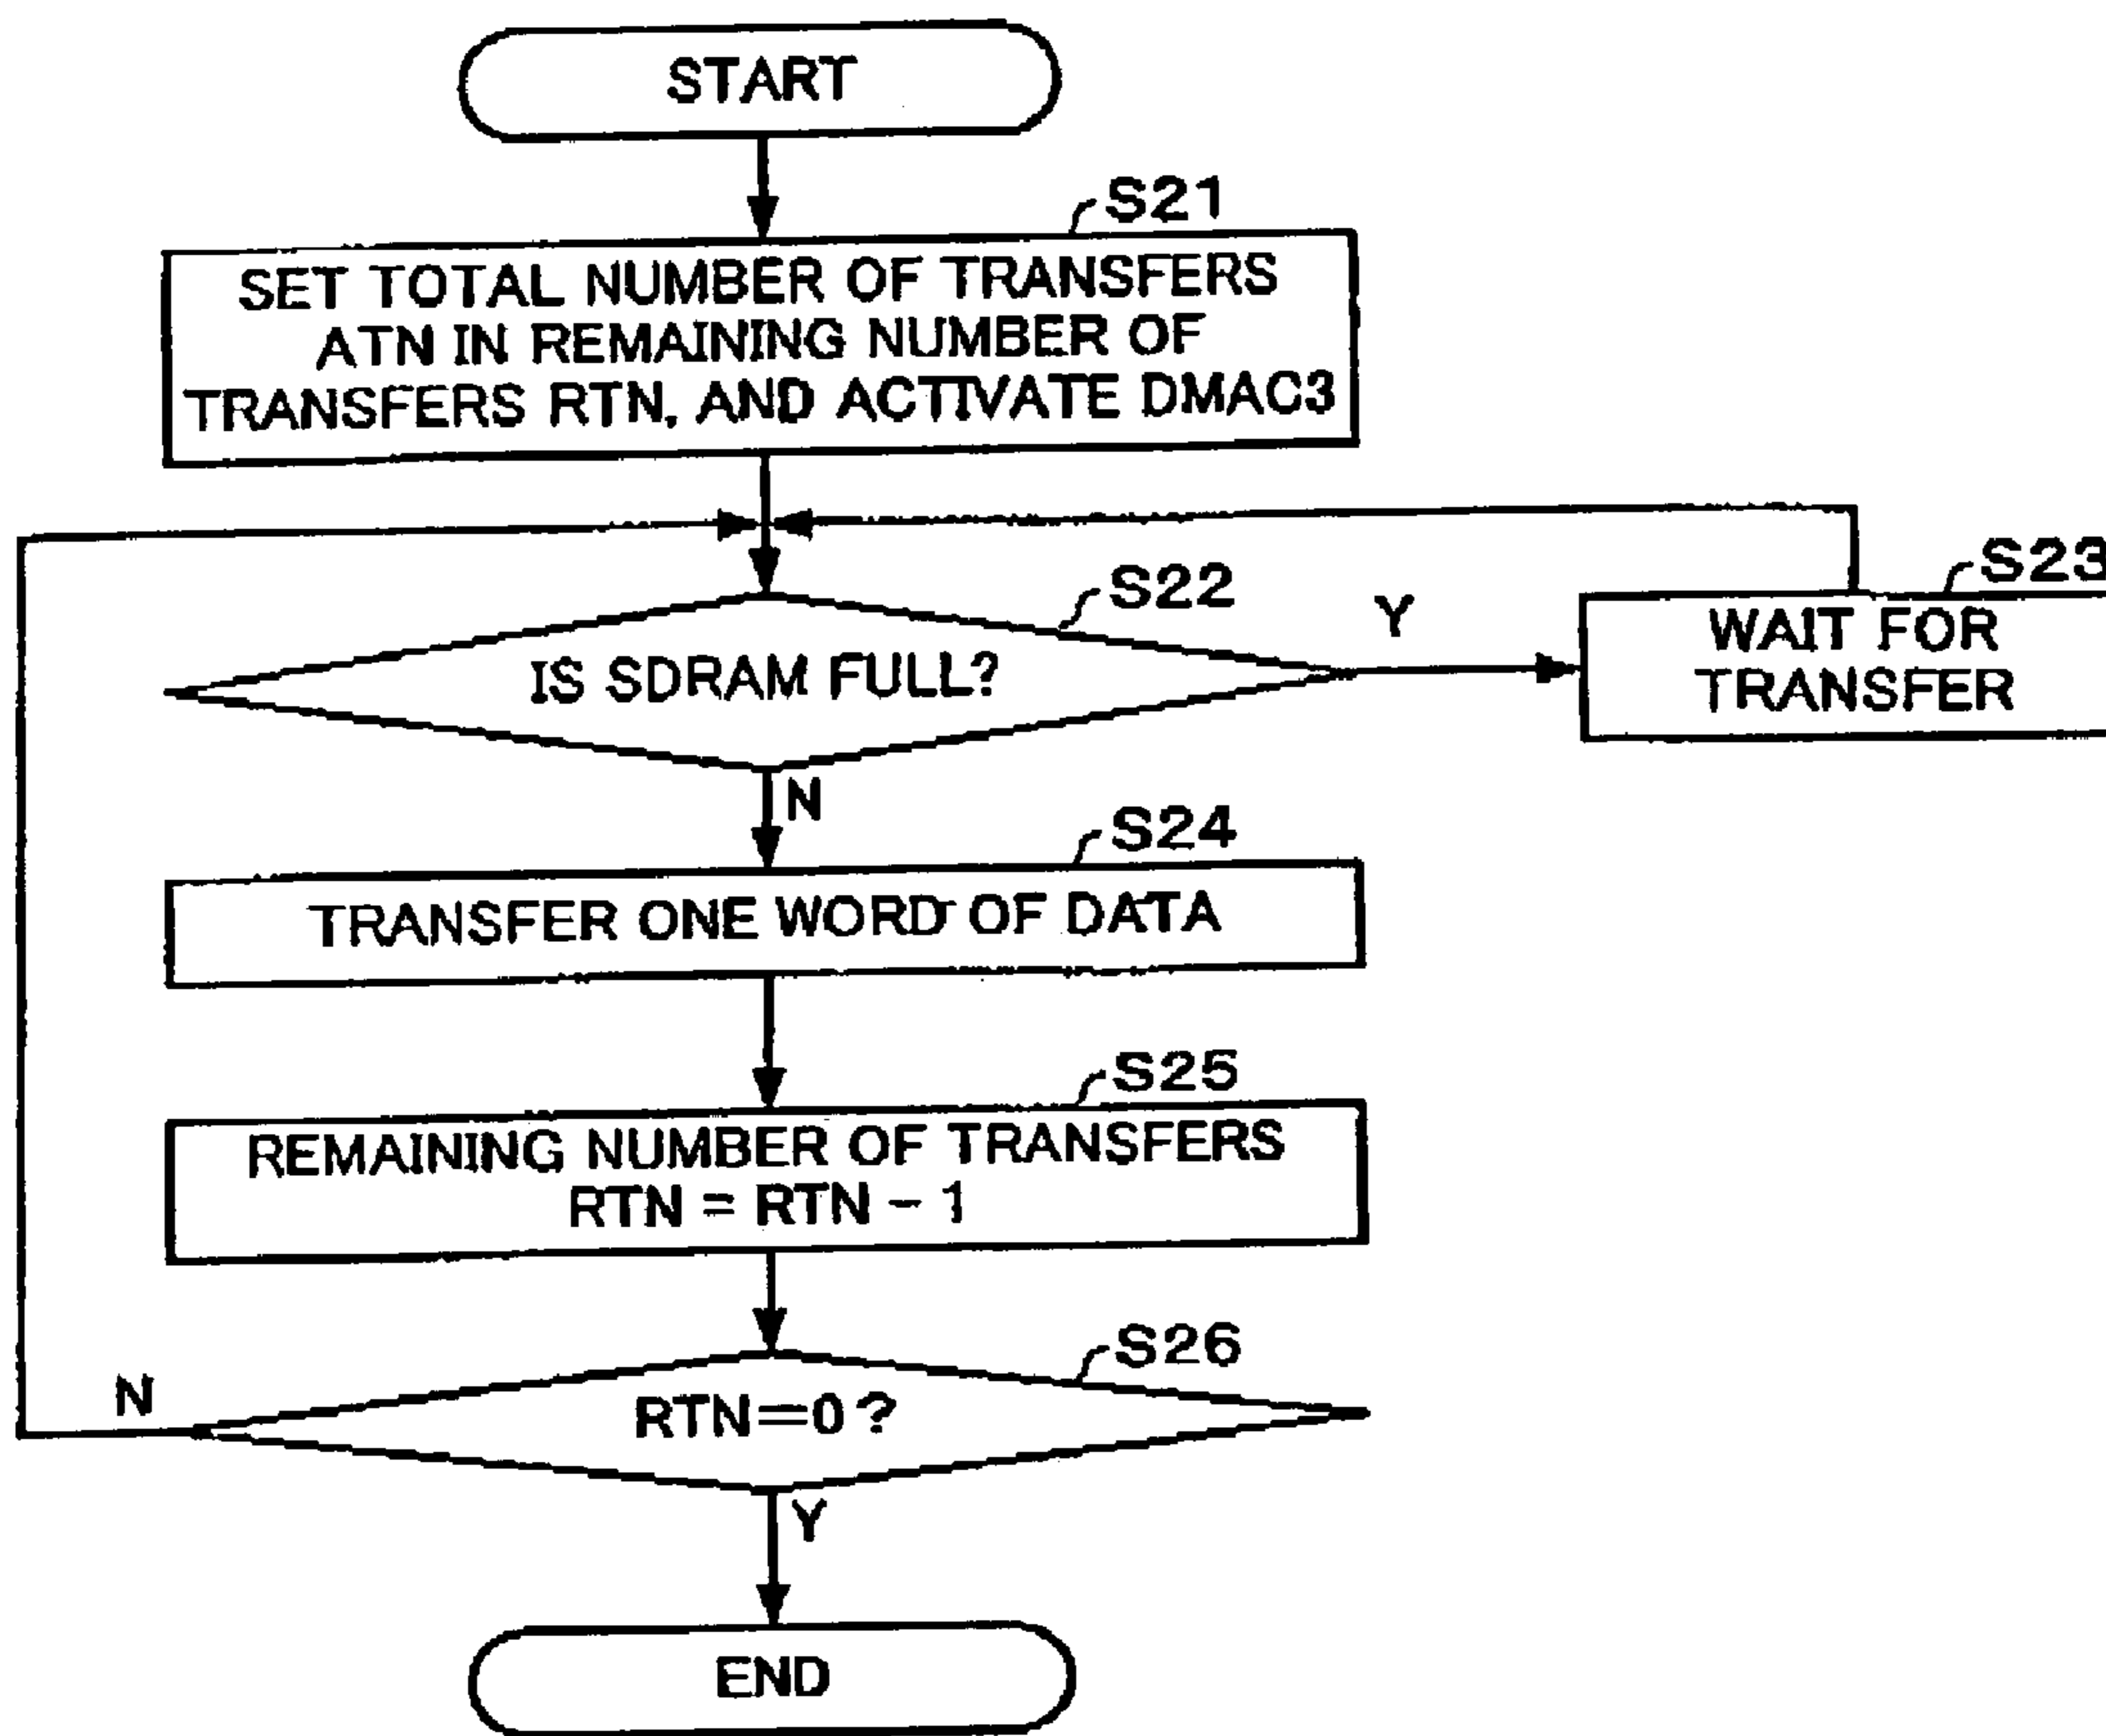 START
S21
SET TOTAL NUMBER OF TRANSFERS
ATN IN REMAINING NUMBER OF
TRANSFERS RTN, AND ACTIVATE DMAC3
S22
IS SDRAM FULL?
Y
S23
WAIT FOR
TRANSFER
N
S24
TRANSFER ONE WORD OF DATA
S25
REMAINING NUMBER OF TRANSFERS
RTN = RTN - 1
S26
RTN=0?
N
Y
END